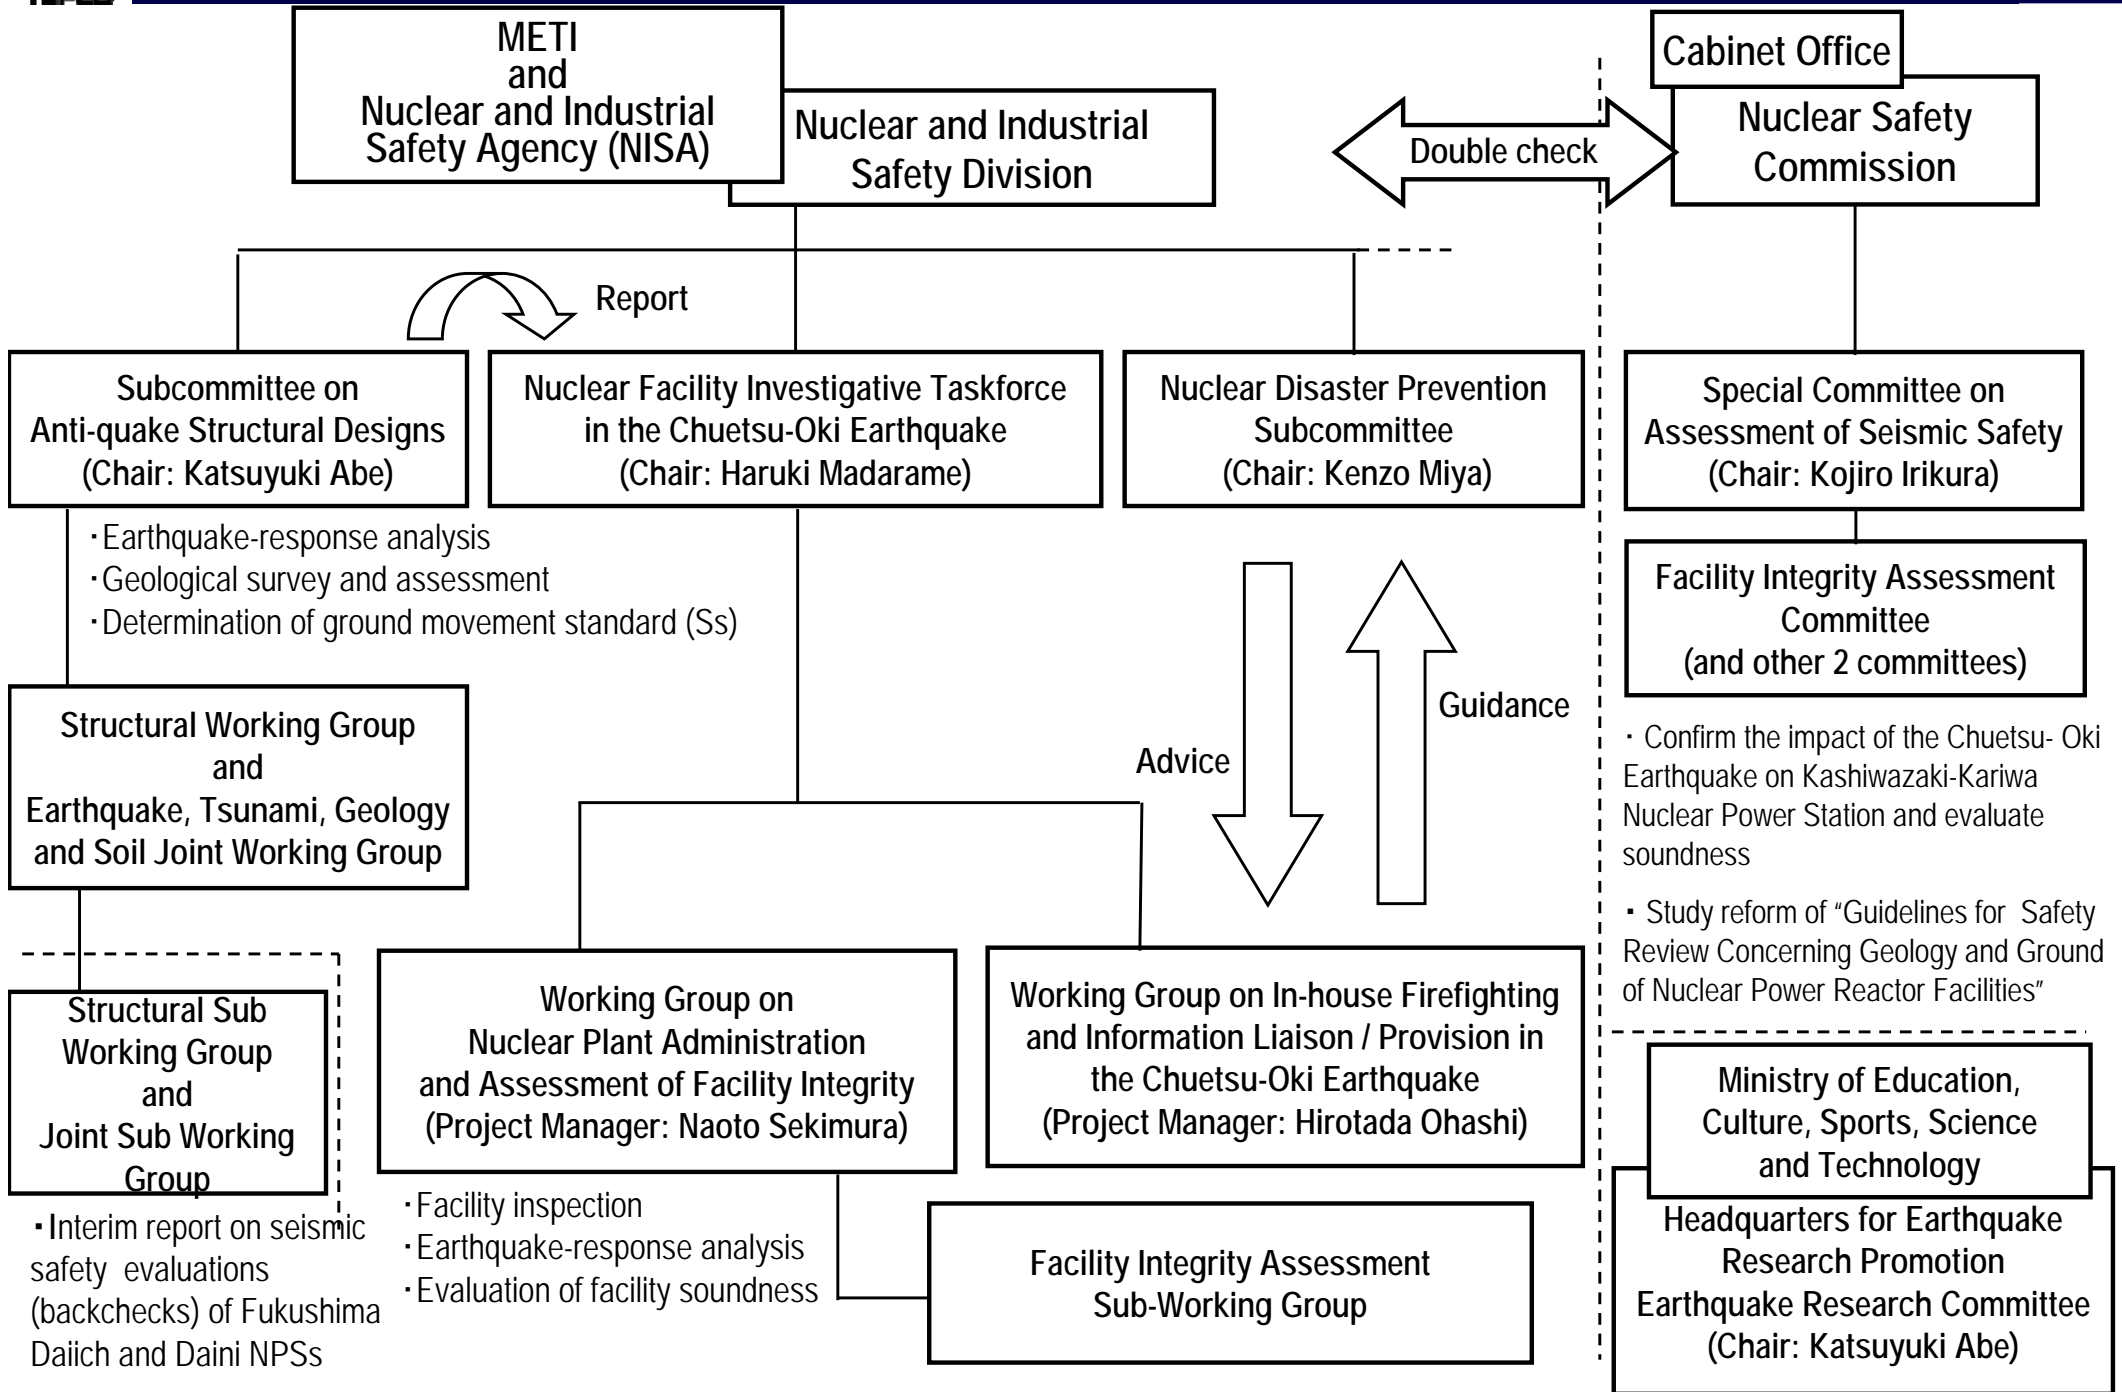 METI
and
Nuclear and Industrial
Safety Agency (NISA)
Nuclear and Industrial
Safety Division
Double check
Cabinet Office
Nuclear Safety
Commission
Report
Subcommittee on
Anti-quake Structural Designs
(Chair: Katsuyuki Abe)
Nuclear Facility Investigative Taskforce
in the Chuetsu-Oki Earthquake
(Chair: Haruki Madarame)
Nuclear Disaster Prevention
Subcommittee
(Chair: Kenzo Miya)
Special Committee on
Assessment of Seismic Safety
(Chair: Kojiro Irikura)
・Earthquake-response analysis
・Geological survey and assessment
・Determination of ground movement standard (Ss)
Facility Integrity Assessment
Committee
(and other 2 committees)
Structural Working Group
and
Earthquake, Tsunami, Geology
and Soil Joint Working Group
Advice
Guidance
・Confirm the impact of the Chuetsu- Oki
Earthquake on Kashiwazaki-Kariwa
Nuclear Power Station and evaluate
soundness
・Study reform of “Guidelines for Safety
Review Concerning Geology and Ground
of Nuclear Power Reactor Facilities”
Structural Sub
Working Group
and
Joint Sub Working
Group
Working Group on
Nuclear Plant Administration
and Assessment of Facility Integrity
(Project Manager: Naoto Sekimura)
Working Group on In-house Firefighting
and Information Liaison / Provision in
the Chuetsu-Oki Earthquake
(Project Manager: Hirotada Ohashi)
Ministry of Education,
Culture, Sports, Science
and Technology
・Interim report on seismic
safety evaluations
(backchecks) of Fukushima
Daiich and Daini NPSs
・Facility inspection
・Earthquake-response analysis
・Evaluation of facility soundness
Facility Integrity Assessment
Sub-Working Group
Headquarters for Earthquake
Research Promotion
Earthquake Research Committee
(Chair: Katsuyuki Abe)